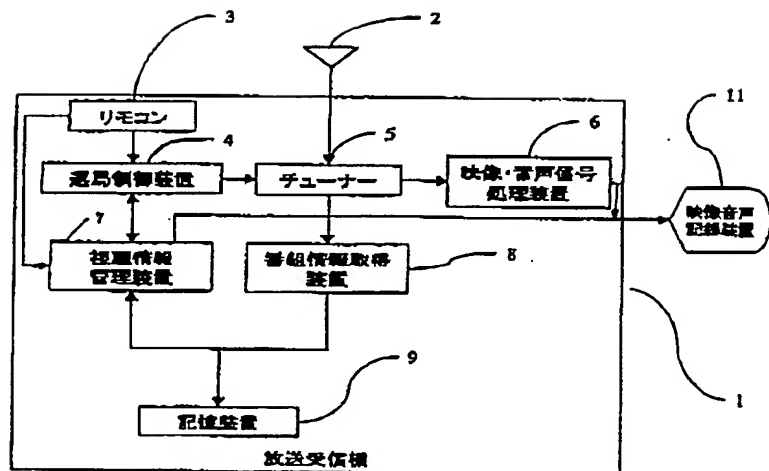 3
2
11
リモコン
4
5
6
選局制御装置
チューナー
映像・音声信号
処理装置
映像音声
記録装置
7
視聴情報
管理装置
番組情報取得
装置
8
9
1
記憶装置
放送受信機